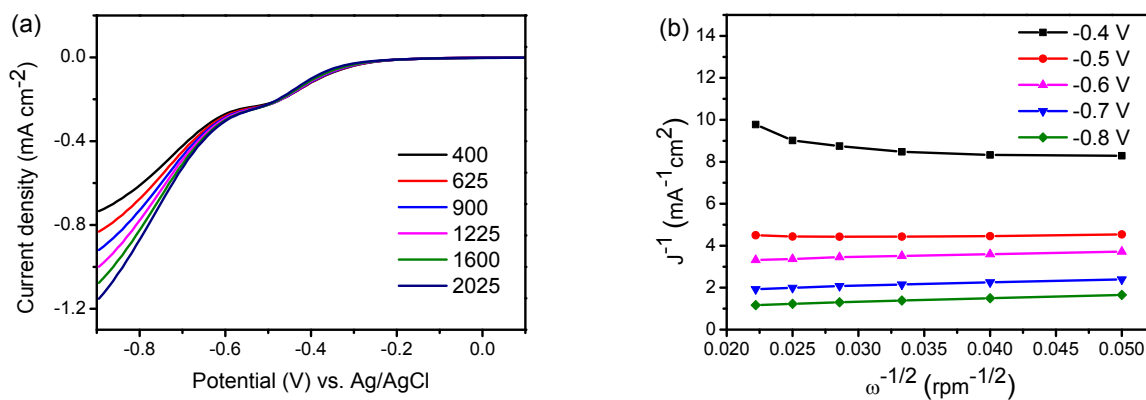 (a)
0.0
-0.4
-0.8
-1.2
Current density (mA cm-2)
400
625
900
1225
1600
2025
-0.8
-0.6
-0.4
-0.2
0.0
Potential (V) vs. Ag/AgCl
(b)
14
12
10
8
6
4
2
0
J-1 (mA-1cm2)
-0.4 V
-0.5 V
-0.6 V
-0.7 V
-0.8 V
0.020
0.025
0.030
0.035
0.040
0.045
0.050
ω-1/2 (rpm-1/2)